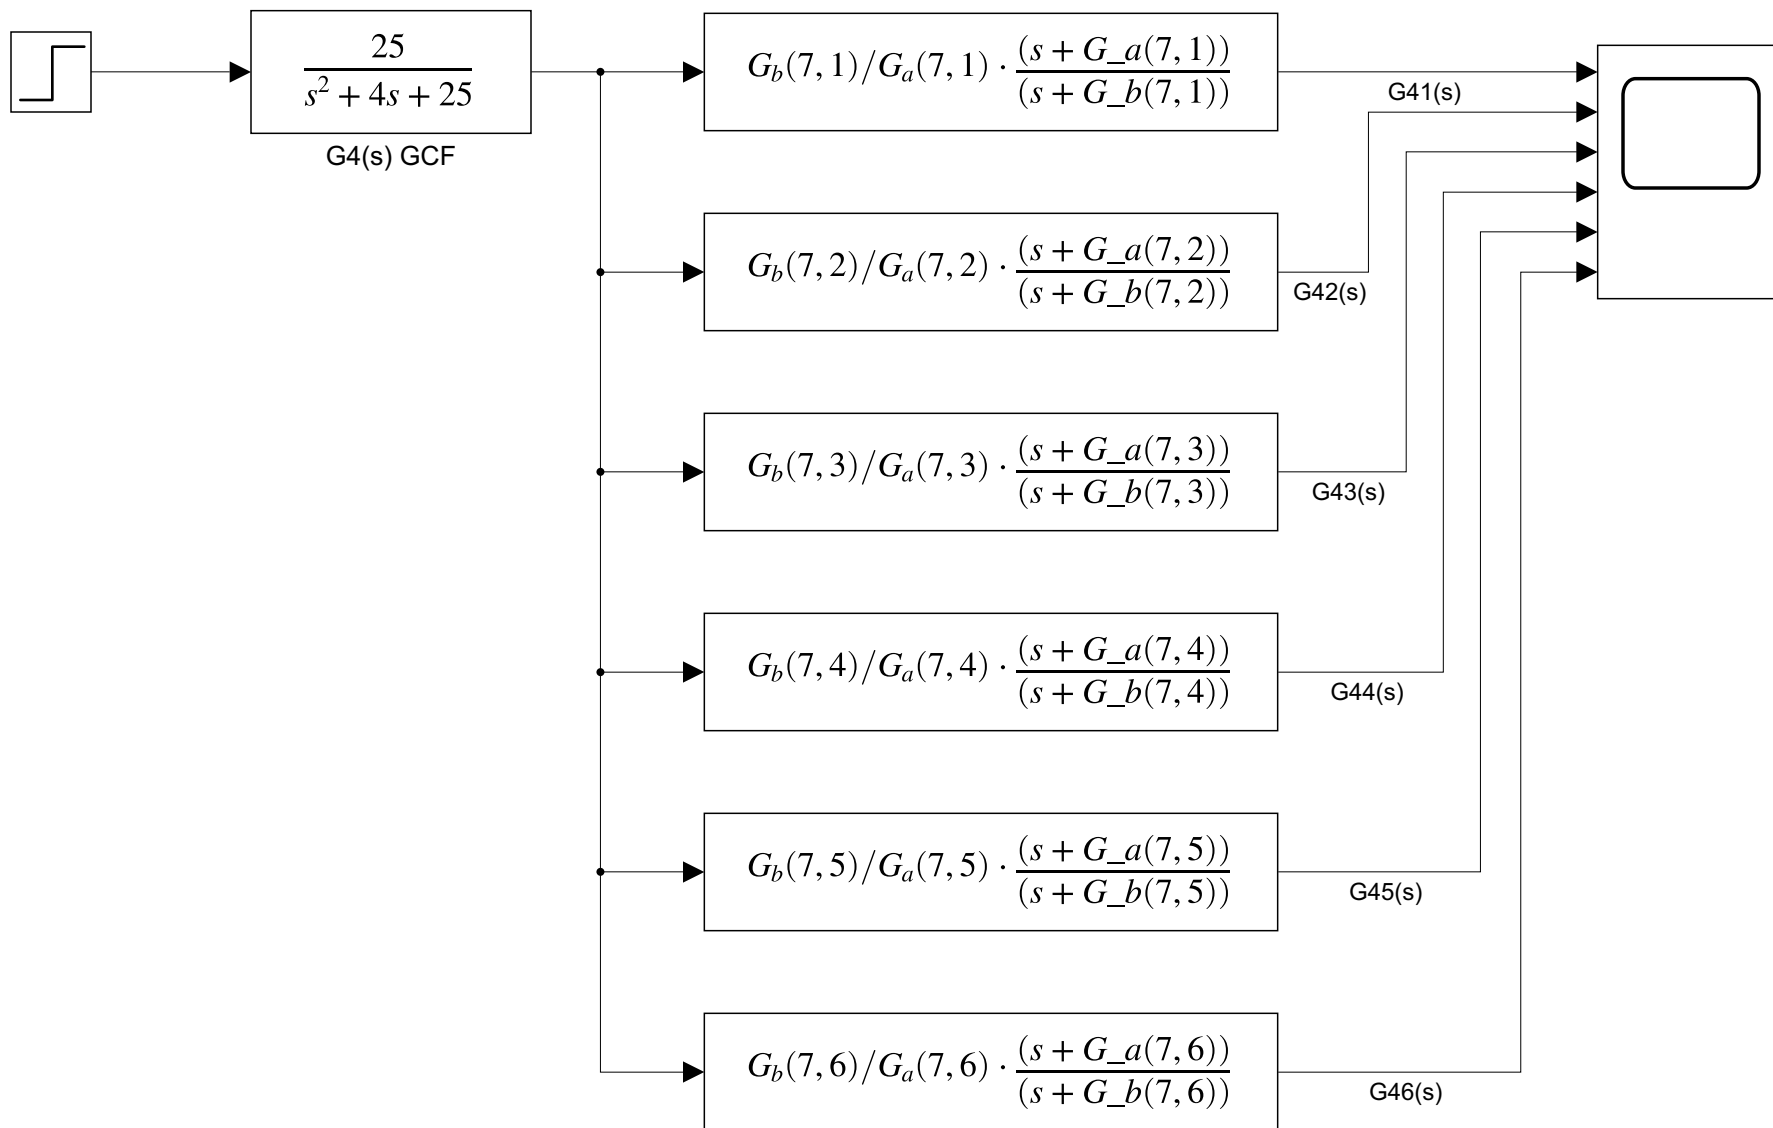 25
s² + 4s + 25
G4(s) GCF
G_b(7, 1)/G_a(7, 1) · (s + G_a(7, 1))
(s + G_b(7, 1))
G41(s)
G_b(7, 2)/G_a(7, 2) · (s + G_a(7, 2))
(s + G_b(7, 2))
G42(s)
G_b(7, 3)/G_a(7, 3) · (s + G_a(7, 3))
(s + G_b(7, 3))
G43(s)
G_b(7, 4)/G_a(7, 4) · (s + G_a(7, 4))
(s + G_b(7, 4))
G44(s)
G_b(7, 5)/G_a(7, 5) · (s + G_a(7, 5))
(s + G_b(7, 5))
G45(s)
G_b(7, 6)/G_a(7, 6) · (s + G_a(7, 6))
(s + G_b(7, 6))
G46(s)